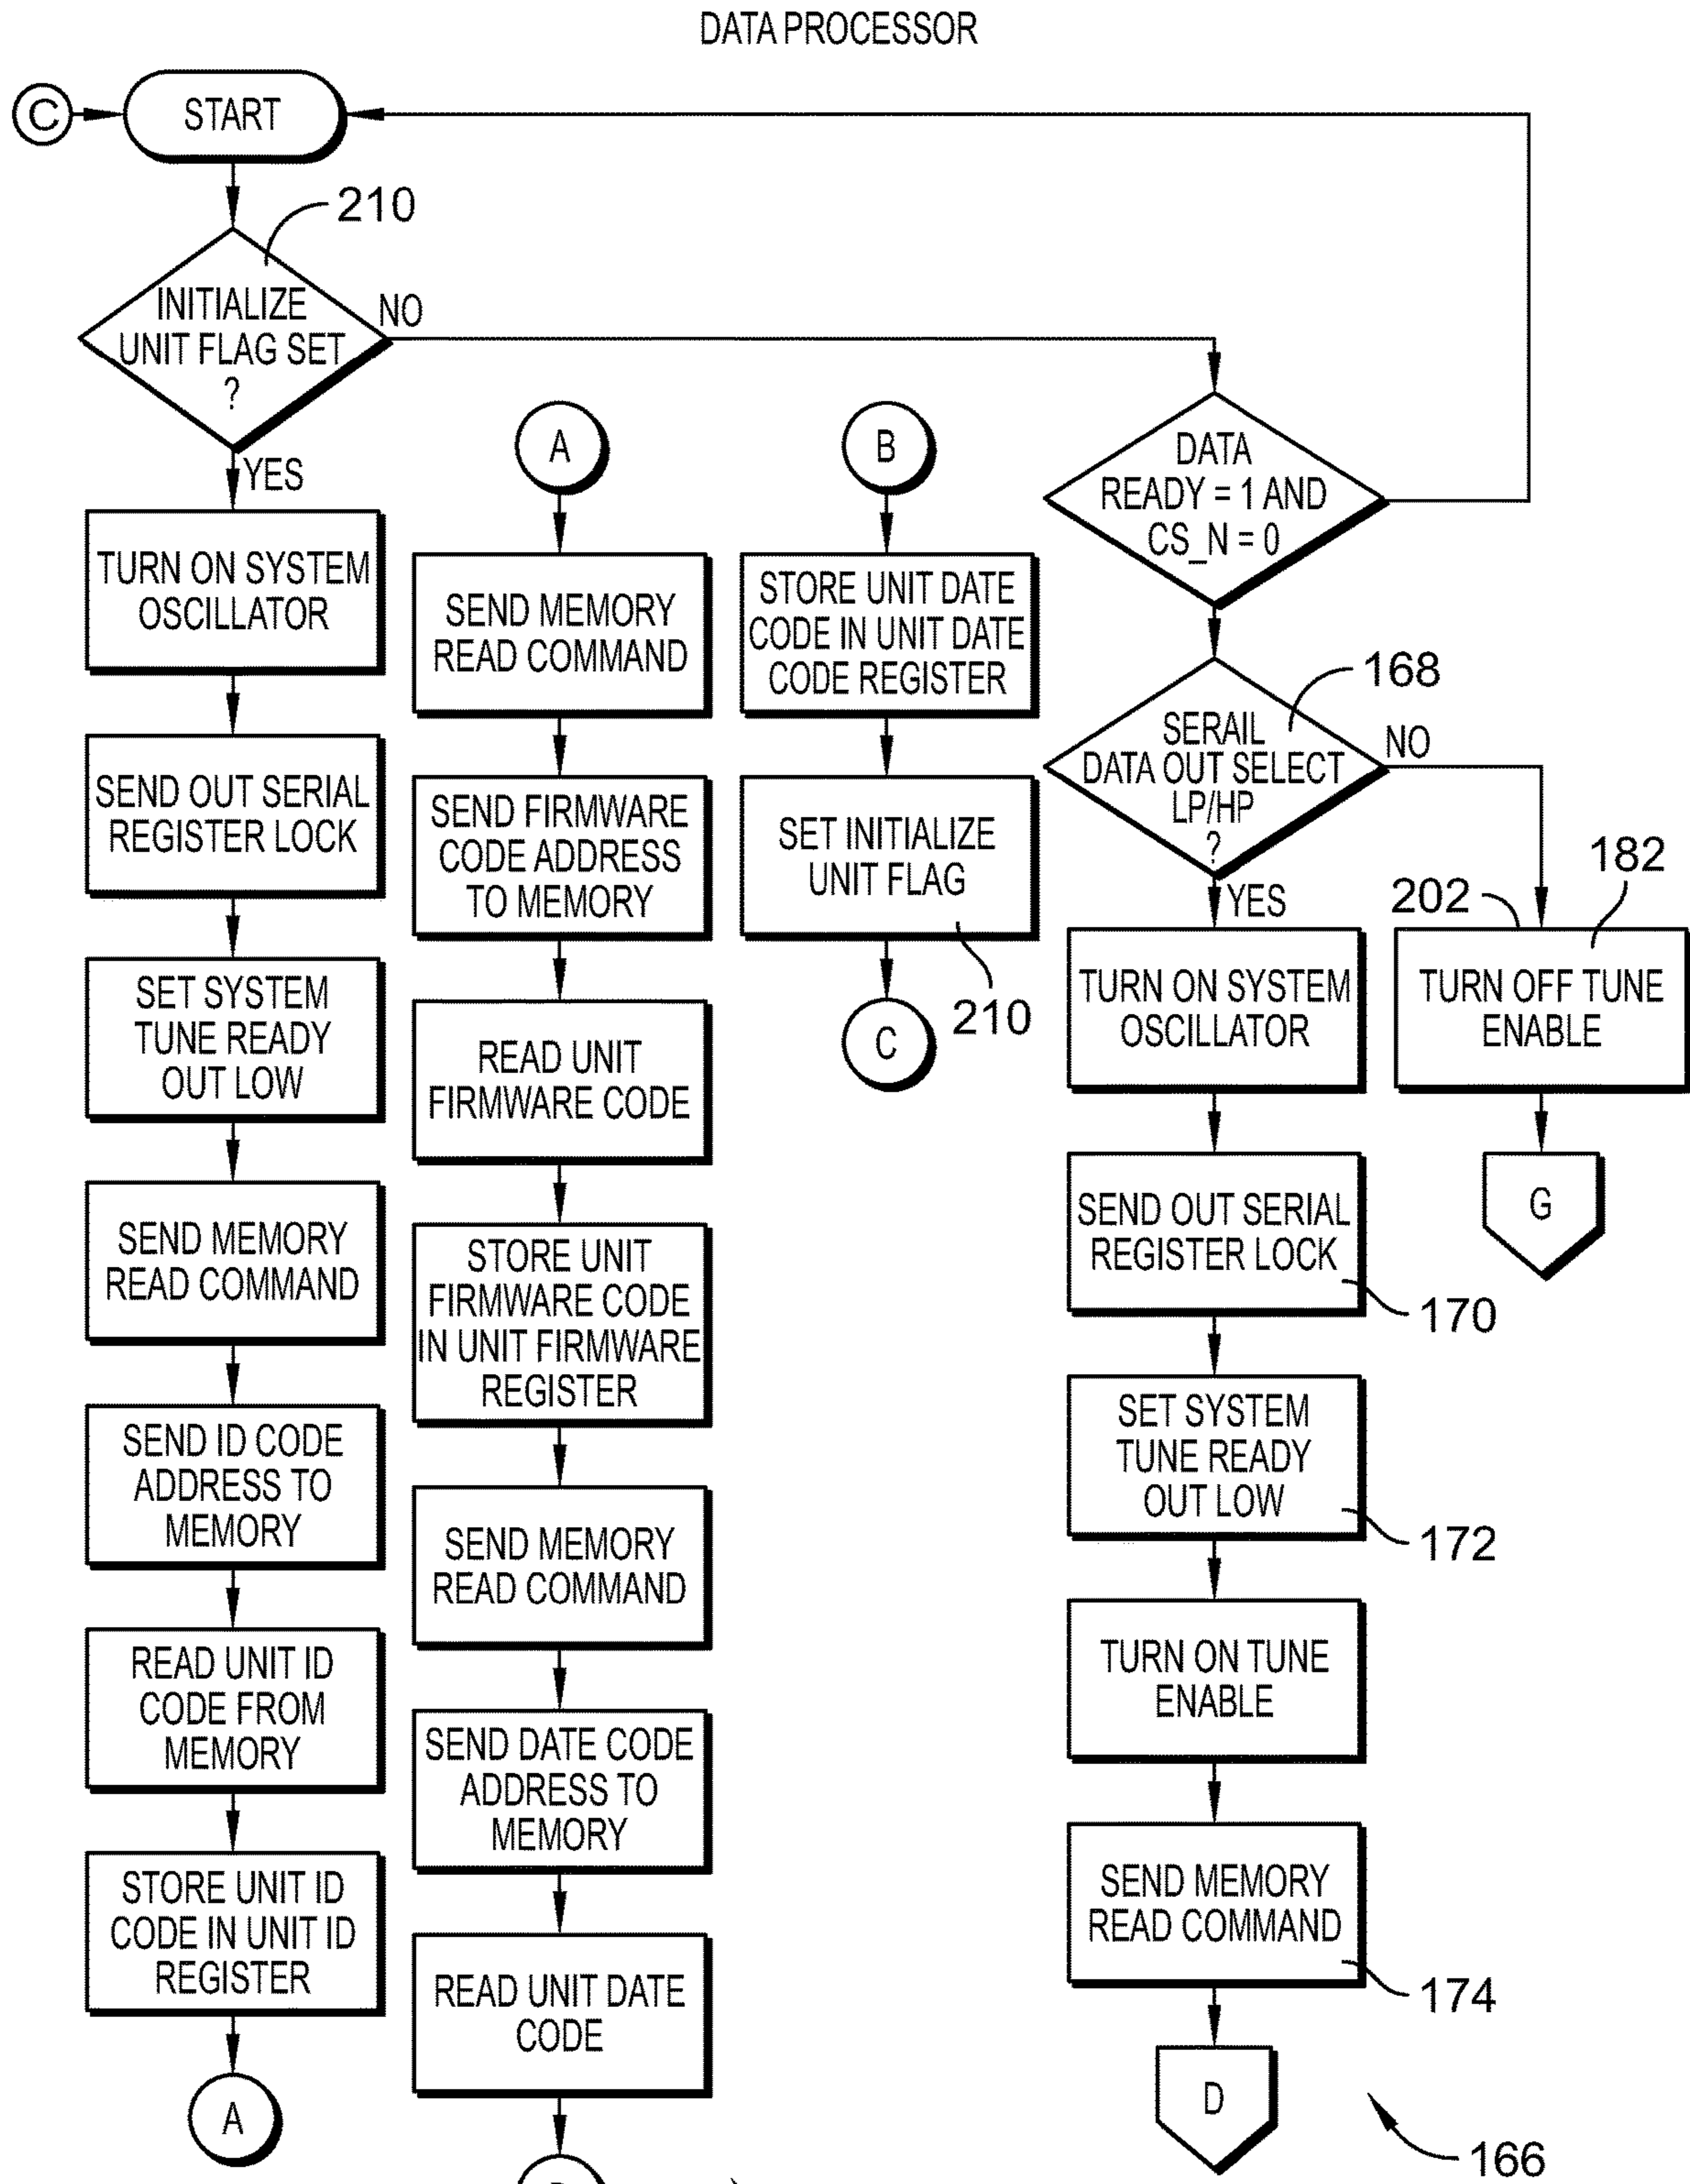 DATA PROCESSOR
C
START
210
INITIALIZE
UNIT FLAG SET
?
NO
YES
TURN ON SYSTEM
OSCILLATOR
SEND OUT SERIAL
REGISTER LOCK
SET SYSTEM
TUNE READY
OUT LOW
SEND MEMORY
READ COMMAND
SEND ID CODE
ADDRESS TO
MEMORY
READ UNIT ID
CODE FROM
MEMORY
STORE UNIT ID
CODE IN UNIT ID
REGISTER
A
A
SEND MEMORY
READ COMMAND
SEND FIRMWARE
CODE ADDRESS
TO MEMORY
READ UNIT
FIRMWARE CODE
STORE UNIT
FIRMWARE CODE
IN UNIT FIRMWARE
REGISTER
SEND MEMORY
READ COMMAND
SEND DATE CODE
ADDRESS TO
MEMORY
READ UNIT DATE
CODE
B
STORE UNIT DATE
CODE IN UNIT DATE
CODE REGISTER
SET INITIALIZE
UNIT FLAG
210
C
DATA
READY = 1 AND
CS_N = 0
168
SERAIL
DATA OUT SELECT
LP/HP
?
NO
YES
TURN ON SYSTEM
OSCILLATOR
SEND OUT SERIAL
REGISTER LOCK
170
SET SYSTEM
TUNE READY
OUT LOW
172
TURN ON TUNE
ENABLE
SEND MEMORY
READ COMMAND
174
D
202
182
TURN OFF TUNE
ENABLE
G
166